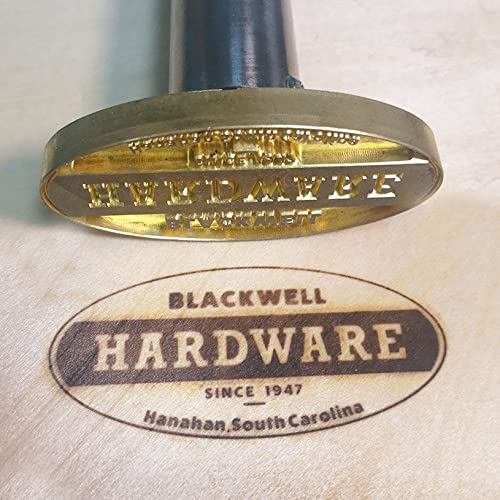 BLACKWELL
HARDWARE
SINCE 1947
Hanahan, South Carolina